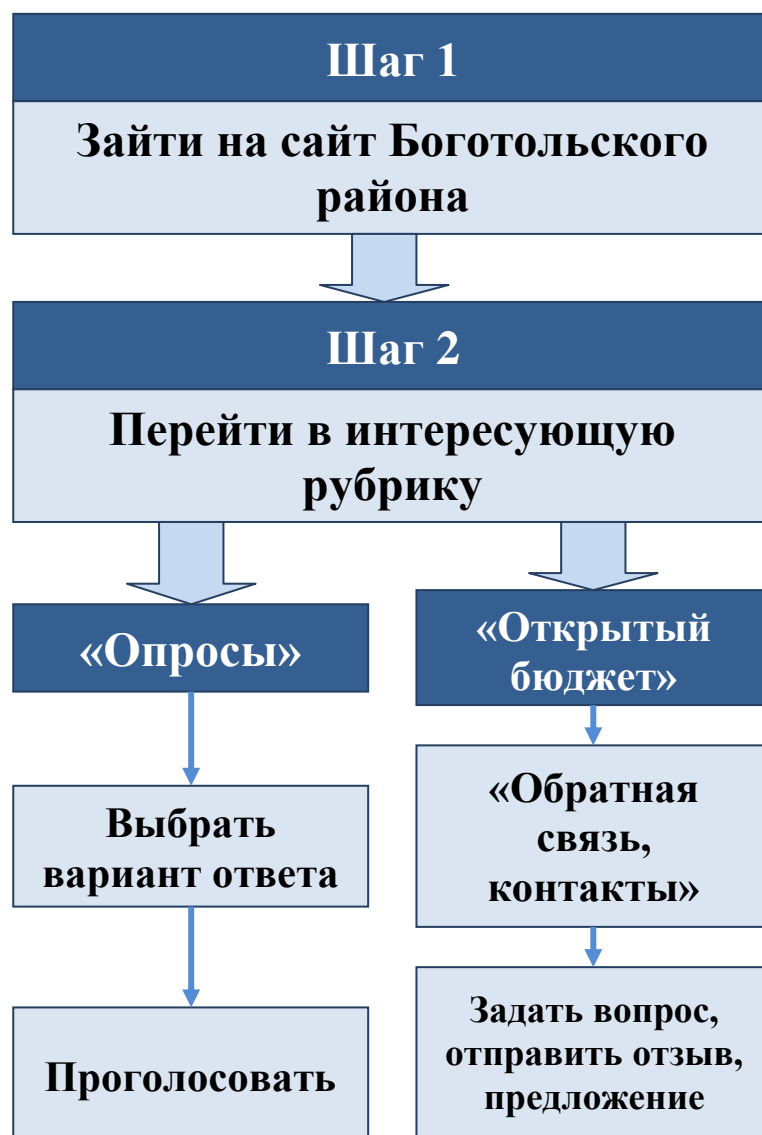 Шаг 1
Зайти на сайт Боготольского
района
Шаг 2
Перейти в интересующую
рубрику
«Опросы»
Выбрать
вариант ответа
Проголосовать
«Открытый
бюджет»
«Обратная
связь,
контакты»
Задать вопрос,
отправить отзыв,
предложение